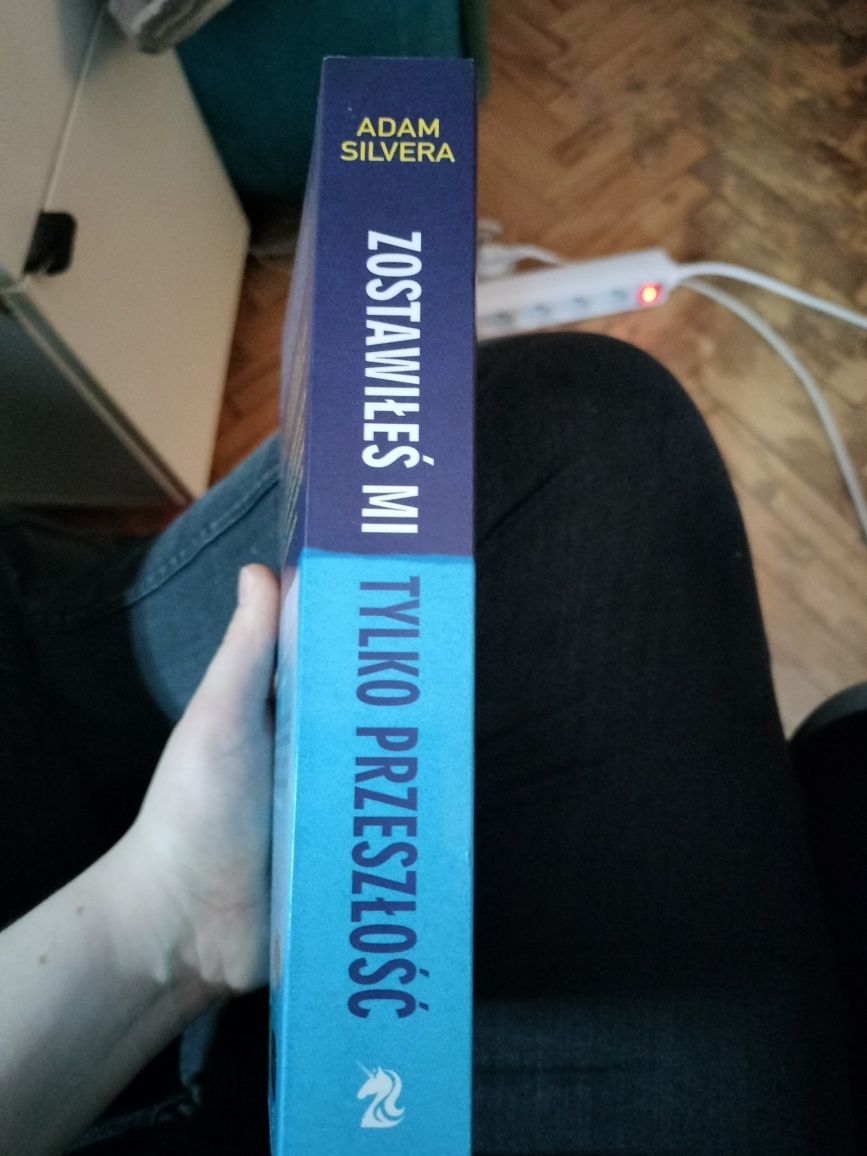 ADAM
SILVERA
ZOSTAWIŁEŚ MI
TYLKO PRZESZŁOŚĆ